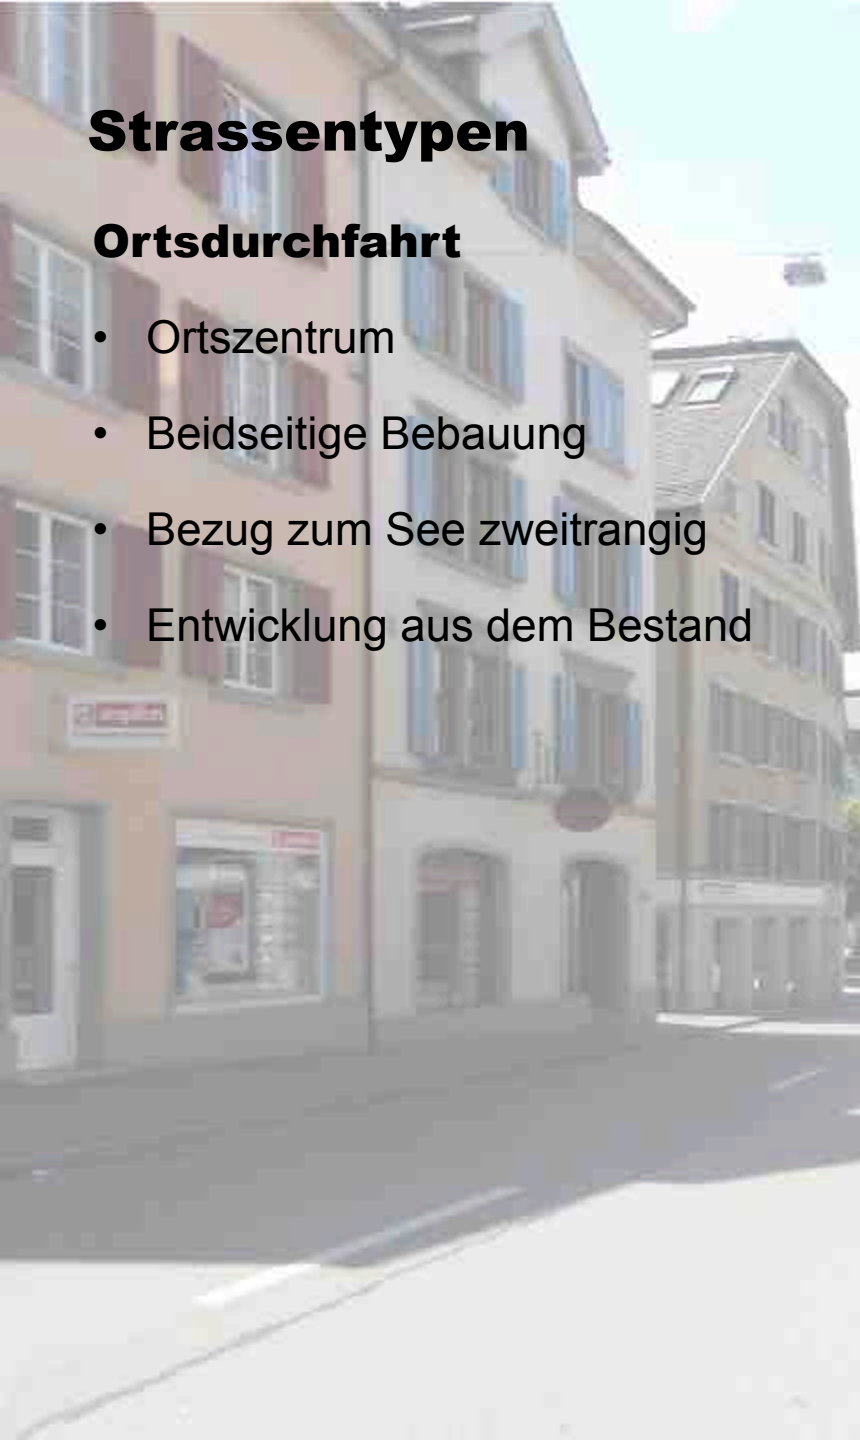 Strassentypen
Ortsdurchfahrt
• Ortszentrum
• Beidseitige Bebauung
• Bezug zum See zweitrangig
• Entwicklung aus dem Bestand